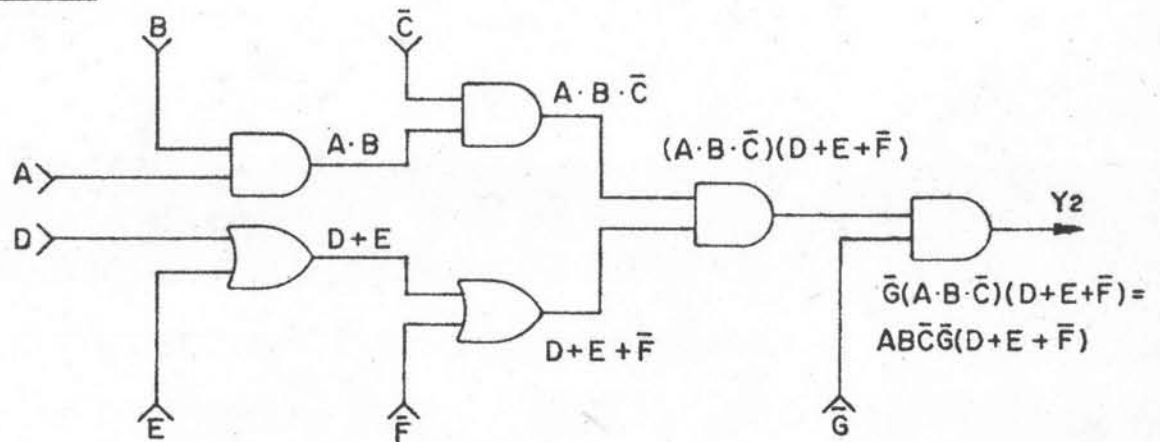 B
C̄
A·B·C̄
A·B
(A·B·C̄)(D+E+F̄)
A
Y2
D
D+E
Ḡ(A·B·C̄)(D+E+F̄)=
D+E+F̄
ABC̄Ḡ(D+E+F̄)
Ē
F̄
Ḡ